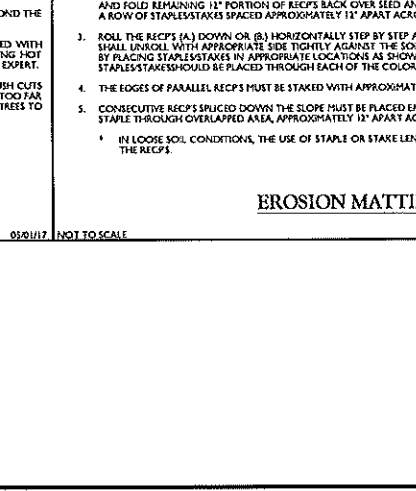 OND THE
ED WITH
NG HOT
EXPERT.
USH CUTS
TOO FAR
TREES TO
05/01/17
AND FOLD REMAINING 12" PORTION OF RECP'S BACK OVER SEED AN
A ROW OF STAPLES/STAKES SPACED APPROXIMATELY 12" APART ACR
3. ROLL THE RECP'S (A.) DOWN OR (B.) HORIZONTALLY STEP BY STEP A
SHALL UNROLL WITH APPROPRIATE SIDE TIGHTLY AGAINST THE SO
BY PLACING STAPLES/STAKES IN APPROPRIATE LOCATIONS AS SHOW
STAPLES/STAKESSHOULD BE PLACED THROUGH EACH OF THE COLO
4. THE EDGES OF PARALLEL RECP'S MUST BE STAKED WITH APPROXIMAT
5. CONSECUTIVE RECP'S SPLICED DOWN THE SLOPE MUST BE PLACED E
STAPLE THROUGH OVERLAPPED AREA, APPROXIMATELY 12" APART AC
* IN LOOSE SOIL CONDITIONS, THE USE OF STAPLE OR STAKE LEN
THE RECP'S.
EROSION MATTI
NOT TO SCALE